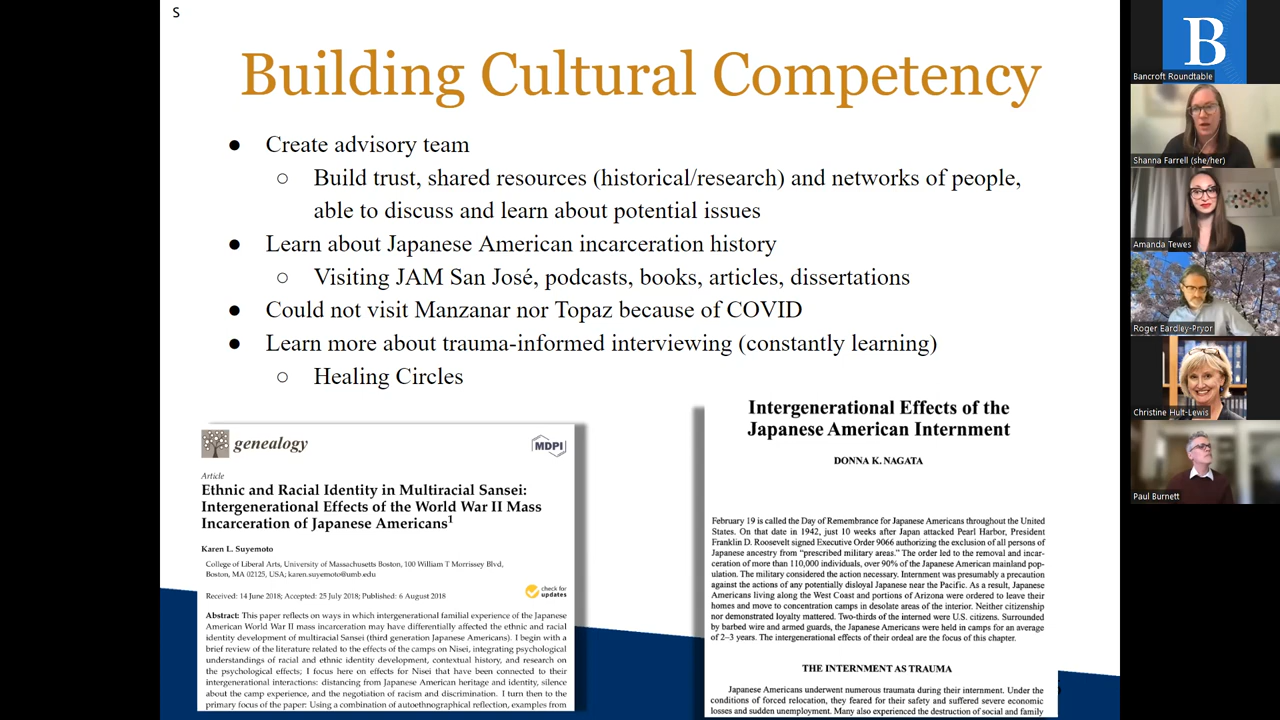 S
Building Cultural Competency
● Create advisory team
○ Build trust, shared resources (historical/research) and networks of people,
able to discuss and learn about potential issues
● Learn about Japanese American incarceration history
○ Visiting JAM San José, podcasts, books, articles, dissertations
● Could not visit Manzanar nor Topaz because of COVID
● Learn more about trauma-informed interviewing (constantly learning)
○ Healing Circles
genealogy
MDPI
Article
Ethnic and Racial Identity in Multiracial Sansei:
Intergenerational Effects of the World War II Mass
Incarceration of Japanese Americans1
Karen L. Suyemoto
College of Liberal Arts, University of Massachusetts Boston, 100 William T Morrissey Blvd,
Boston, MA 02125, USA; karen.suyemoto@umb.edu
Received: 14 June 2018; Accepted: 25 July 2018; Published: 6 August 2018
check for
updates
Abstract: This paper reflects on ways in which intergenerational familial experience of the Japanese
American World War II mass incarceration may have differentially affected the ethnic and racial
identity development of multiracial Sansei (third generation Japanese Americans). I begin with a
brief review of the literature related to the effects of the camps on Nisei, integrating psychological
understandings of racial and ethnic identity development, contextual history, and research on
the psychological effects; I focus here on effects for Nisei that have been connected to their
intergenerational interactions: distancing from Japanese American heritage and identity, silence
about the camp experience, and the negotiation of racism and discrimination. I turn then to the
primary focus of the paper: Using a combination of autoethnographical reflection, examples from
Intergenerational Effects of the
Japanese American Internment
DONNA K. NAGATA
February 19 is called the Day of Remembrance for Japanese Americans throughout the United
States. On that date in 1942, just 10 weeks after Japan attacked Pearl Harbor, President
Franklin D. Roosevelt signed Executive Order 9066 authorizing the exclusion of all persons of
Japanese ancestry from "prescribed military areas." The order led to the removal and incar-
ceration of more than 110,000 individuals, over 90% of the Japanese American mainland pop-
ulation. The military considered the action necessary. Internment was presumably a precaution
against the actions of any potentially disloyal Japanese near the Pacific. As a result, Japanese
Americans living along the West Coast and portions of Arizona were ordered to leave their
homes and move to concentration camps in desolate areas of the interior. Neither citizenship
nor demonstrated loyalty mattered. Two-thirds of the interned were U.S. citizens. Surrounded
by barbed wire and armed guards, the Japanese Americans were held in camps for an average
of 2–3 years. The intergenerational effects of their ordeal are the focus of this chapter.
THE INTERNMENT AS TRAUMA
Japanese Americans underwent numerous traumata during their internment. Under the
conditions of forced relocation, they feared for their safety and suffered severe economic
losses and sudden unemployment. Many also experienced the destruction of social and family
B
Bancroft Roundtable
Shanna Farrell (she/her)
Amanda Tewes
Roger Eardley-Pryor
Christine Hult-Lewis
Paul Burnett